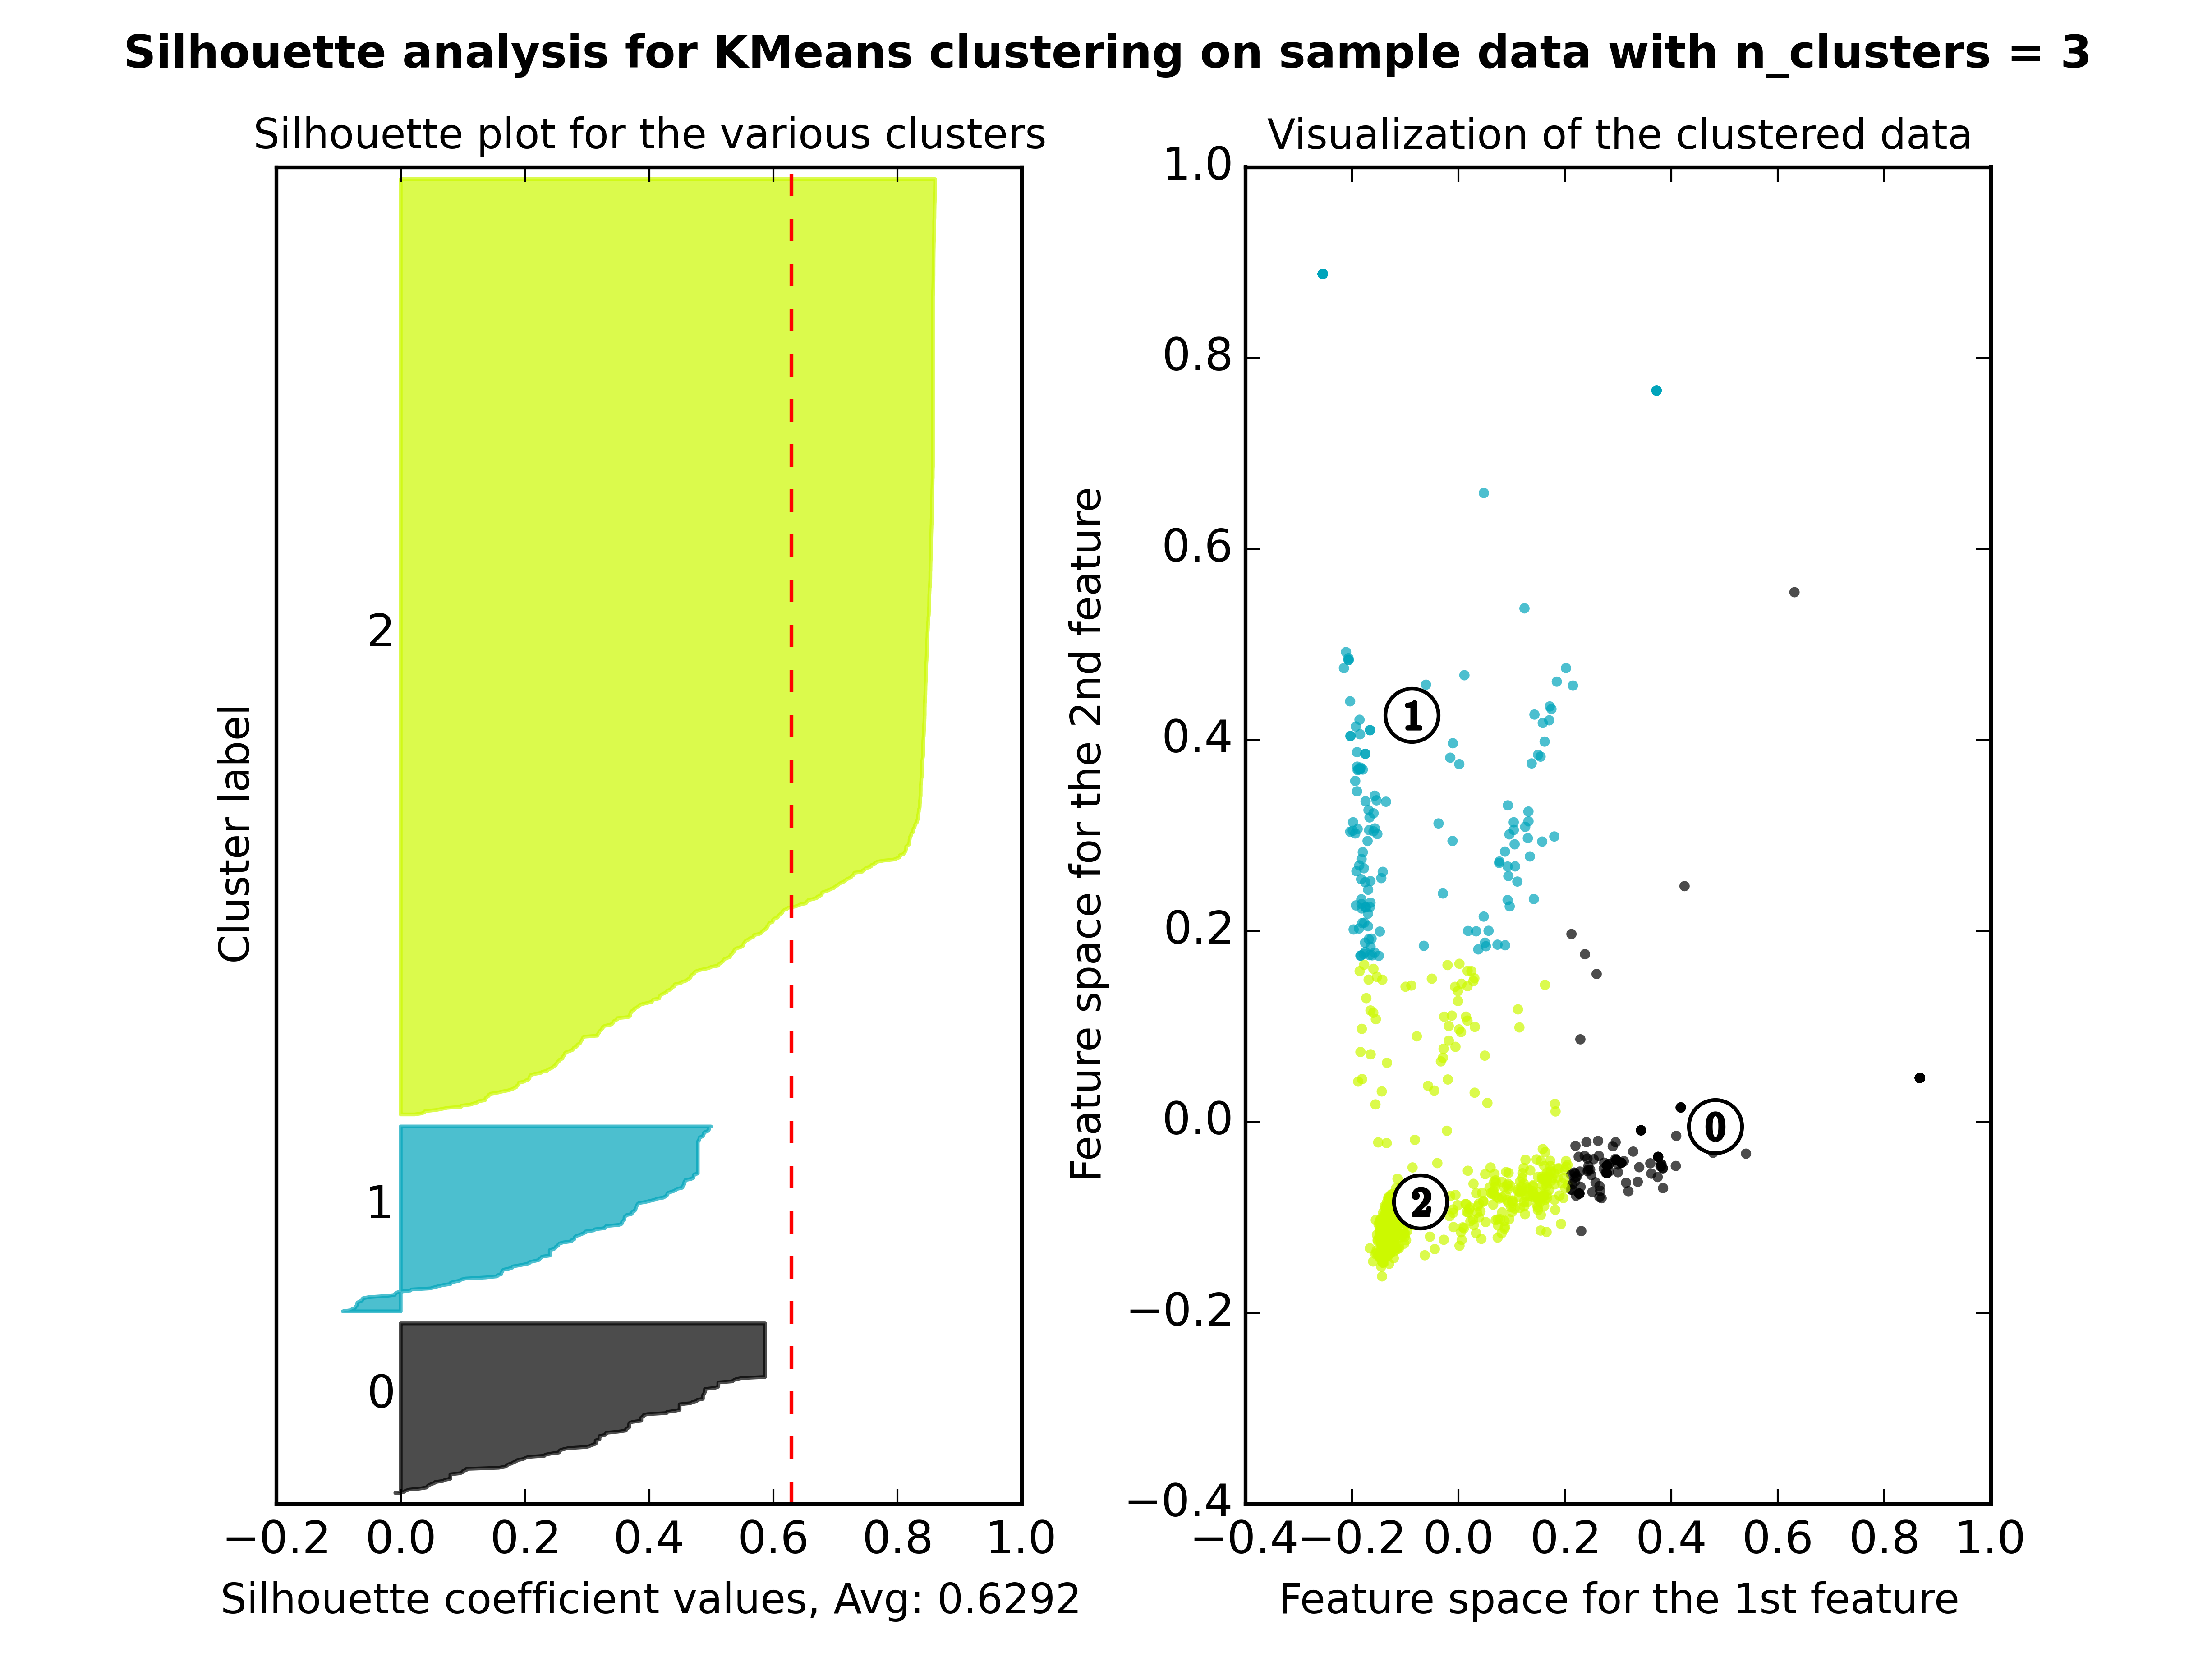 Silhouette analysis for KMeans clustering on sample data with n_clusters = 3
Silhouette plot for the various clusters
2
1
0
Cluster label
−0.2 0.0 0.2 0.4 0.6 0.8 1.0
Silhouette coefficient values, Avg: 0.6292
Visualization of the clustered data
1.0
0.8
0.6
0.4
0.2
0.0
−0.2
−0.4
Feature space for the 2nd feature
1
0
2
−0.4 −0.2 0.0 0.2 0.4 0.6 0.8 1.0
Feature space for the 1st feature